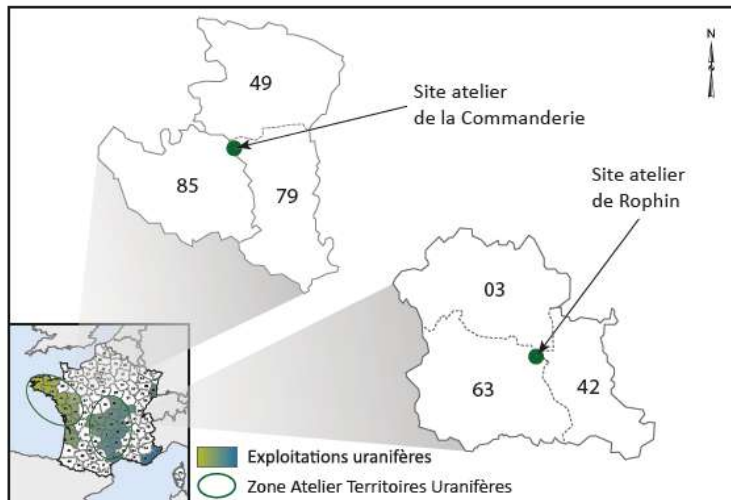 N
49
Site atelier
de la Commanderie
85
79
Site atelier
de Rophin
03
63
42
Exploitations uranifères
Zone Atelier Territoires Uranifères